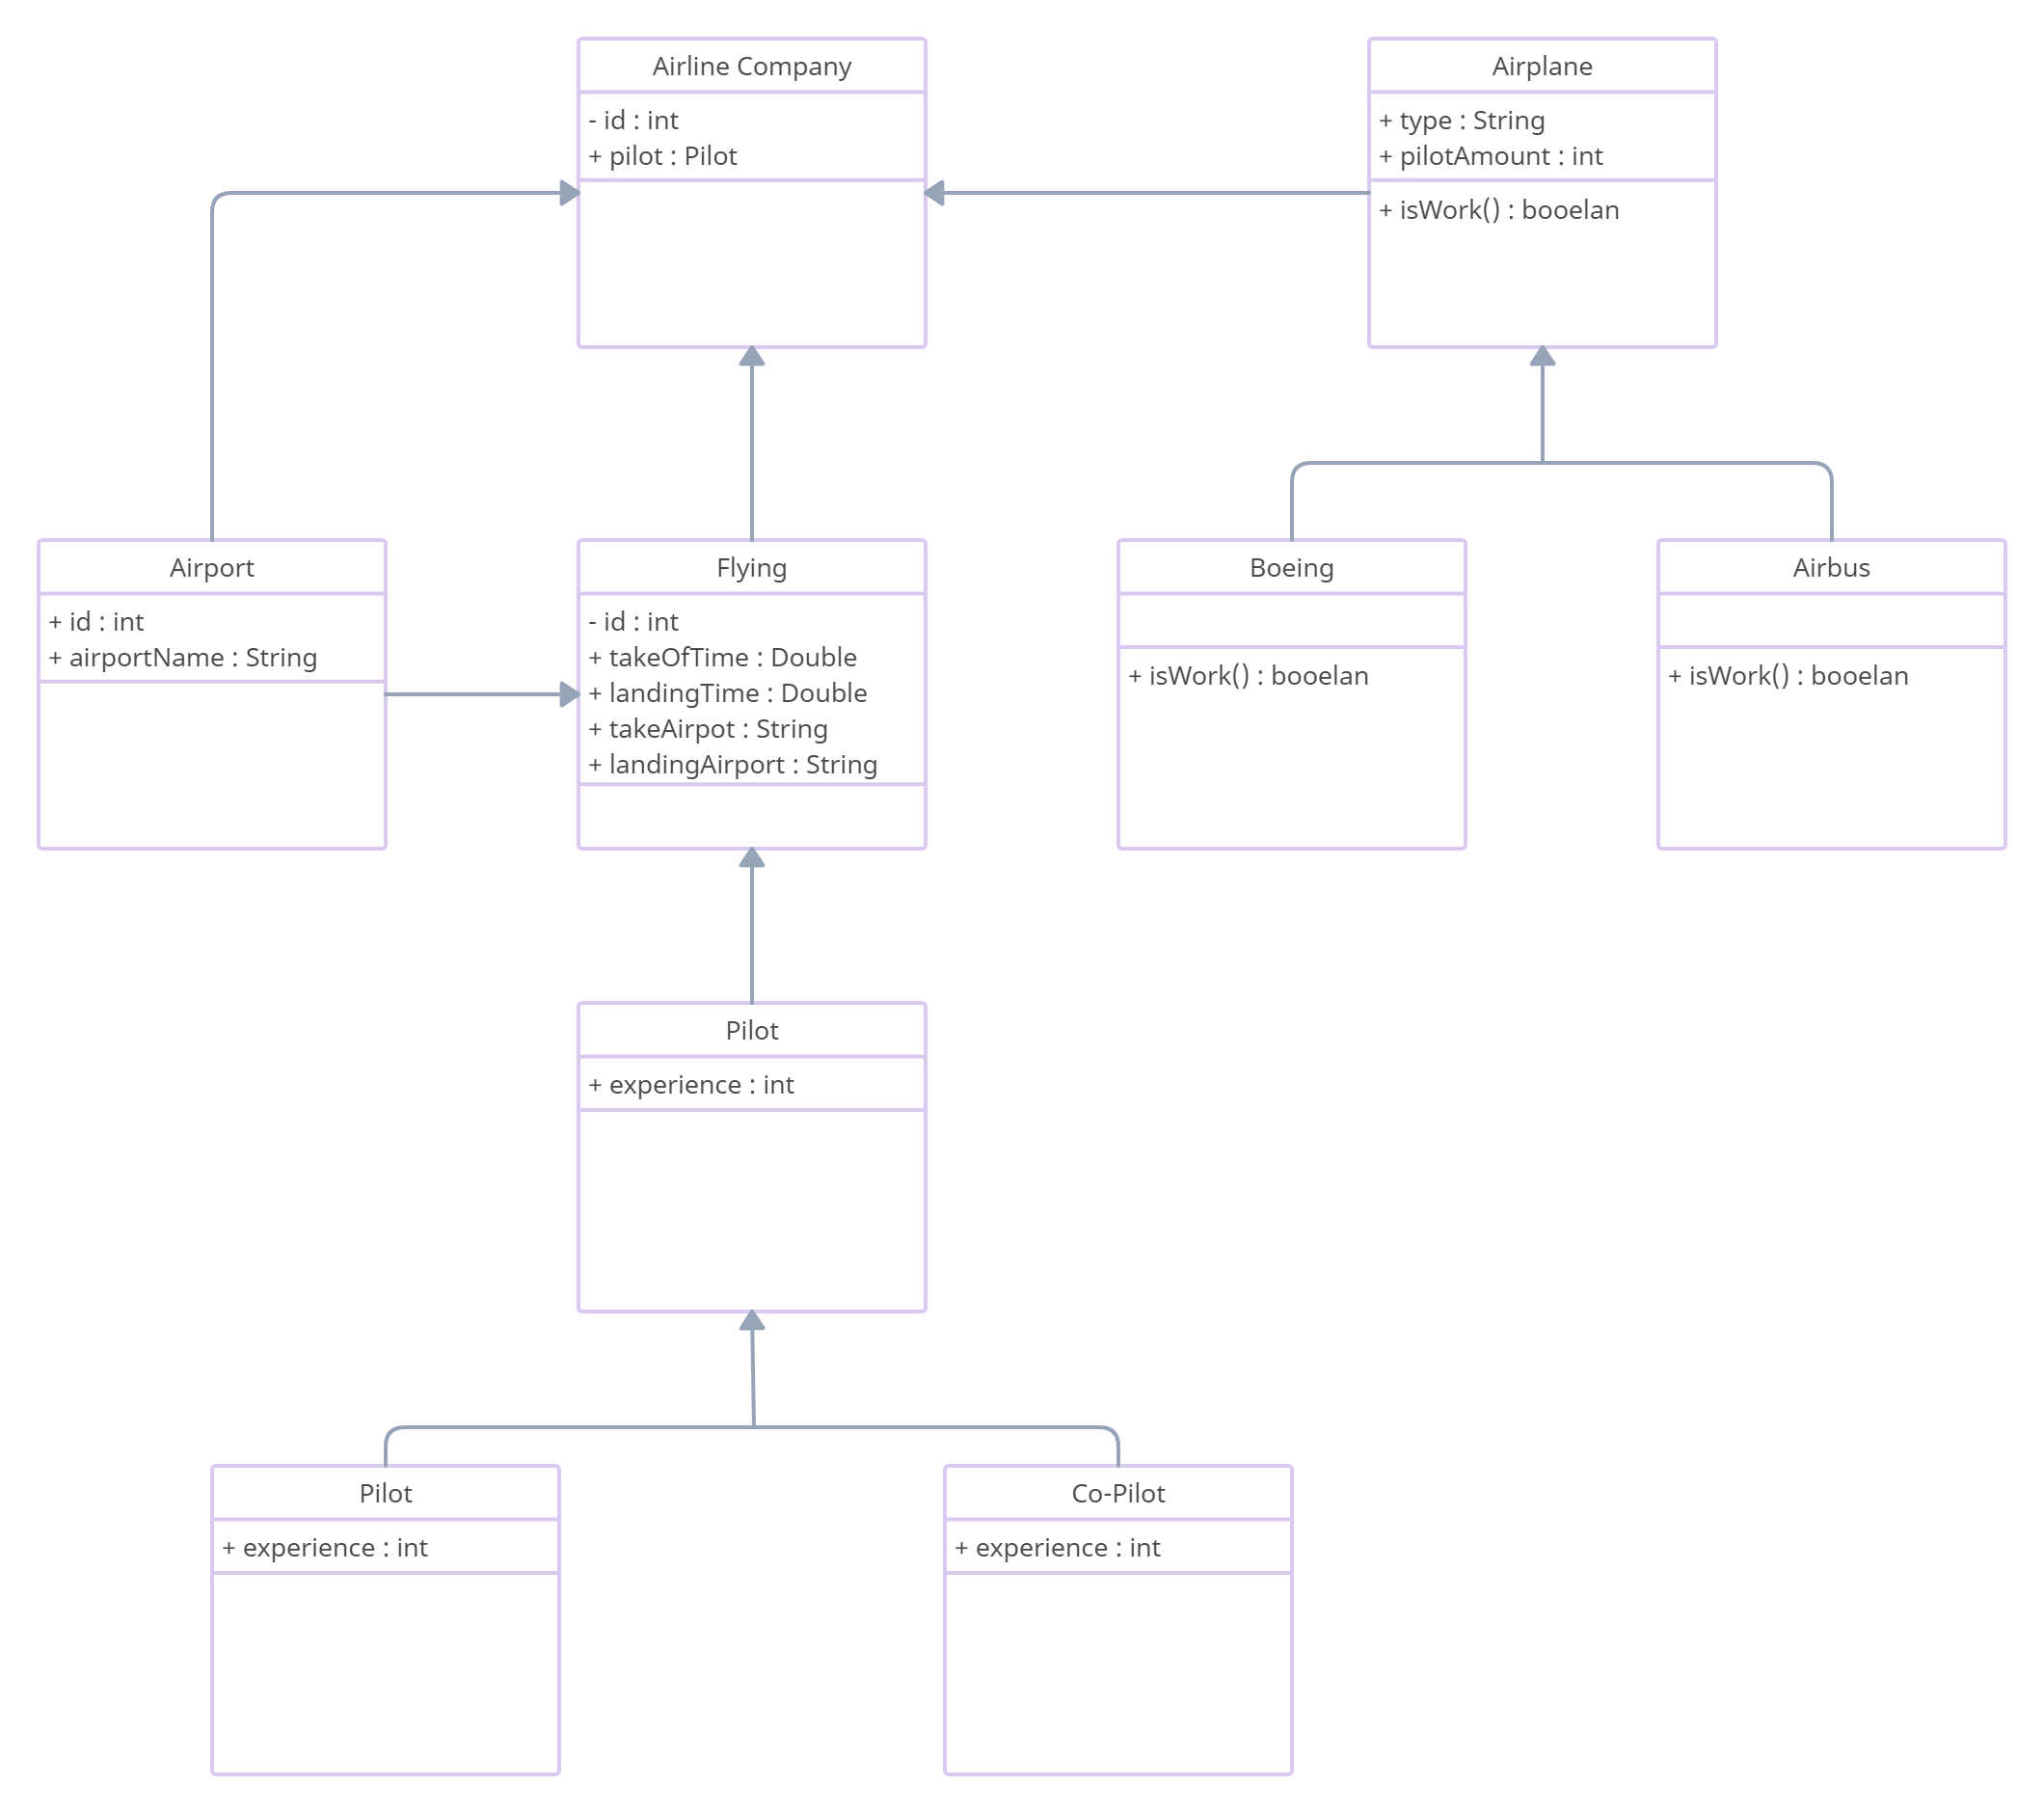 Airline Company
- id : int
+ pilot : Pilot
Airplane
+ type : String
+ pilotAmount : int
+ isWork() : booelan
Airport
+ id : int
+ airportName : String
Flying
- id : int
+ takeOfTime : Double
+ landingTime : Double
+ takeAirpot : String
+ landingAirport : String
Boeing
+ isWork() : booelan
Airbus
+ isWork() : booelan
Pilot
+ experience : int
Pilot
+ experience : int
Co-Pilot
+ experience : int